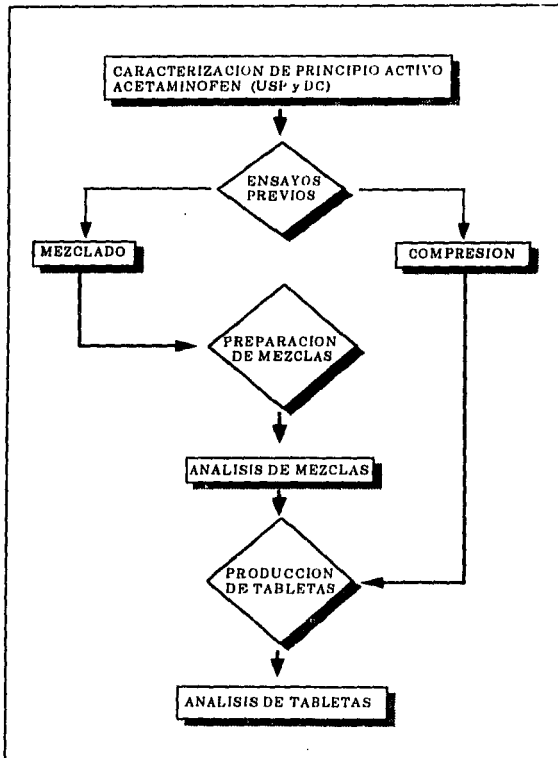 CARACTERIZACION DE PRINCIPIO ACTIVO
ACETAMINOFEN (USP y DC)
ENSAYOS
PREVIOS
MEZCLADO
COMPRESION
PREPARACION
DE MEZCLAS
ANALISIS DE MEZCLAS
PRODUCCION
DE TABLETAS
ANALISIS DE TABLETAS